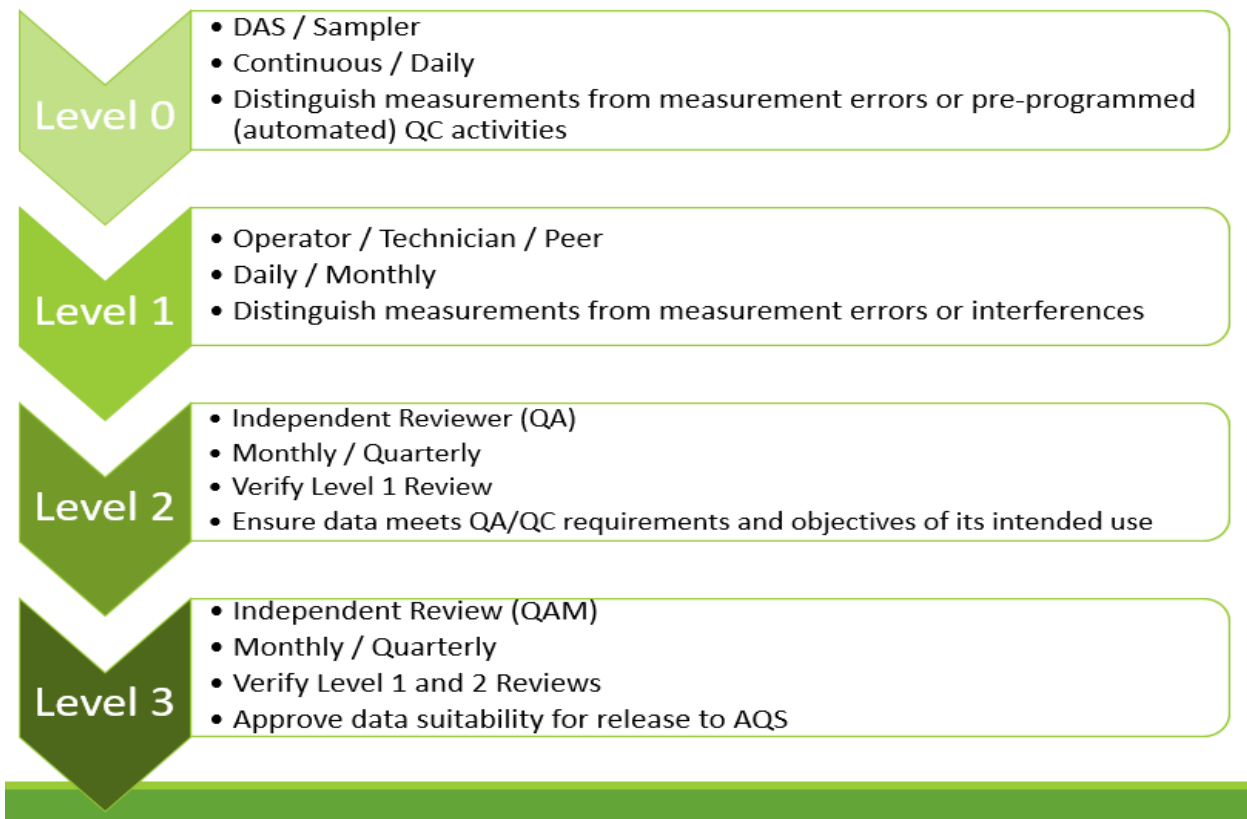 Level 0
• DAS / Sampler
• Continuous / Daily
• Distinguish measurements from measurement errors or pre-programmed
(automated) QC activities
Level 1
• Operator / Technician / Peer
• Daily / Monthly
• Distinguish measurements from measurement errors or interferences
Level 2
• Independent Reviewer (QA)
• Monthly / Quarterly
• Verify Level 1 Review
• Ensure data meets QA/QC requirements and objectives of its intended use
Level 3
• Independent Review (QAM)
• Monthly / Quarterly
• Verify Level 1 and 2 Reviews
• Approve data suitability for release to AQS